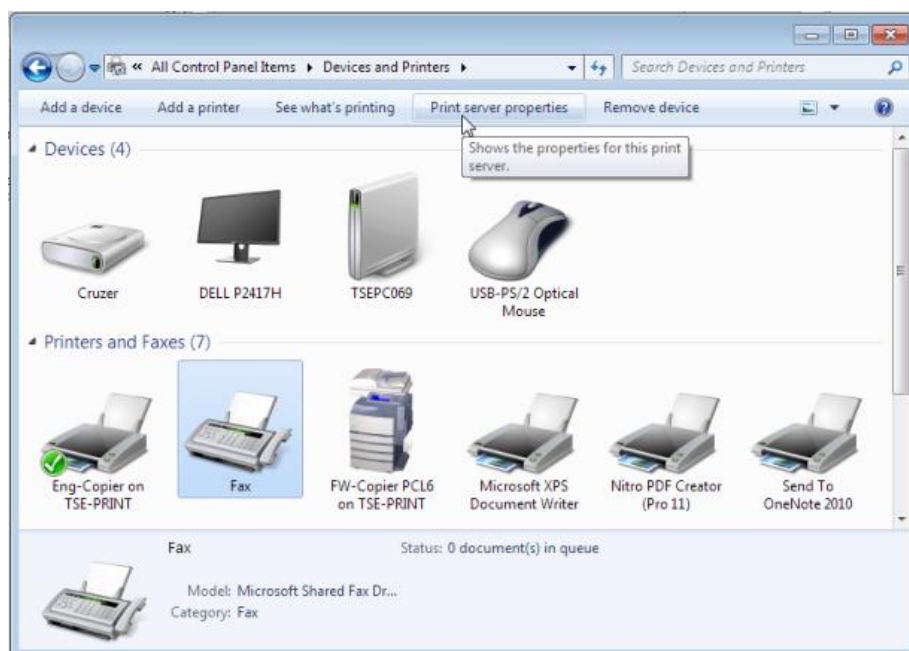 « All Control Panel Items ▸ Devices and Printers ▸
Search Devices and Printers
Add a device
Add a printer
See what's printing
Print server properties
Remove device
Shows the properties for this print
server.
Devices (4)
Cruzer
DELL P2417H
TSEPC069
USB-PS/2 Optical
Mouse
Printers and Faxes (7)
Eng-Copier on
TSE-PRINT
Fax
FW-Copier PCL6
on TSE-PRINT
Microsoft XPS
Document Writer
Nitro PDF Creator
(Pro 11)
Send To
OneNote 2010
Fax
Status: 0 document(s) in queue
Model: Microsoft Shared Fax Dr...
Category: Fax